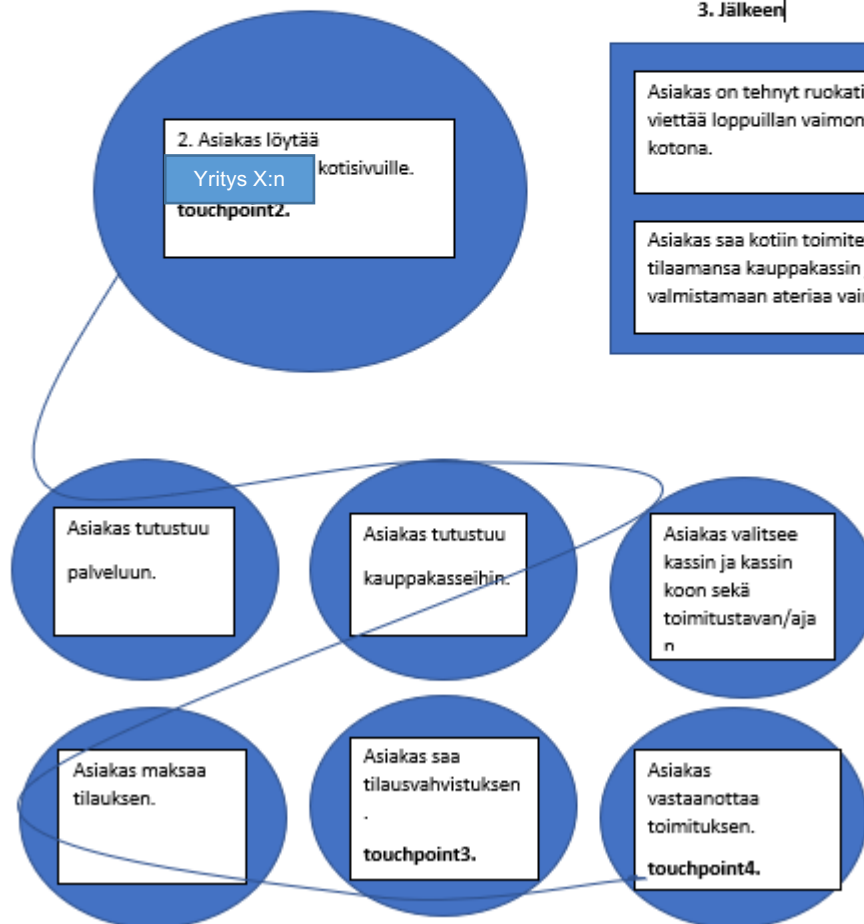 3. Jälkeen
2. Asiakas löytää
Yritys X:n kotisivuille.
touchpoint2.
Asiakas on tehnyt ruokati
viettää loppuillan vaimon
kotona.
Asiakas saa kotiin toimite
tilaamansa kauppakassin
valmistamaan ateriaa vai
Asiakas tutustuu
palveluun.
Asiakas tutustuu
kauppakasseihin.
Asiakas valitsee
kassin ja kassin
koon sekä
toimitustavan/aja
n
Asiakas maksaa
tilauksen.
Asiakas saa
tilausvahvistuksen
.
touchpoint3.
Asiakas
vastaanottaa
toimituksen.
touchpoint4.